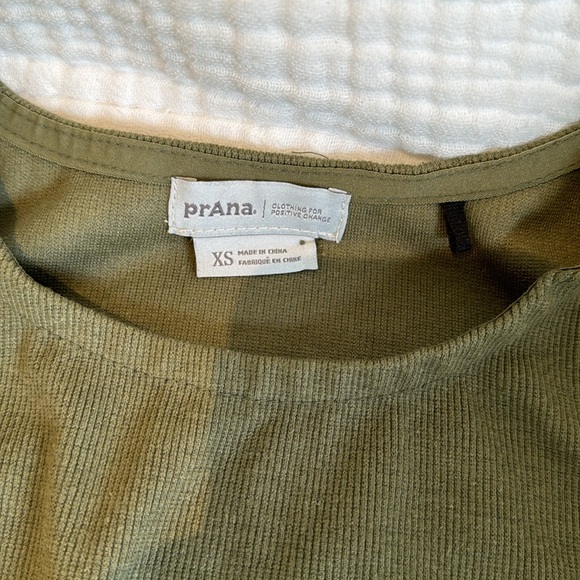 prAna.
CLOTHING FOR
POSITIVE CHANGE
XS
MADE IN CHINA
FABRIQUÉ EN CHINE